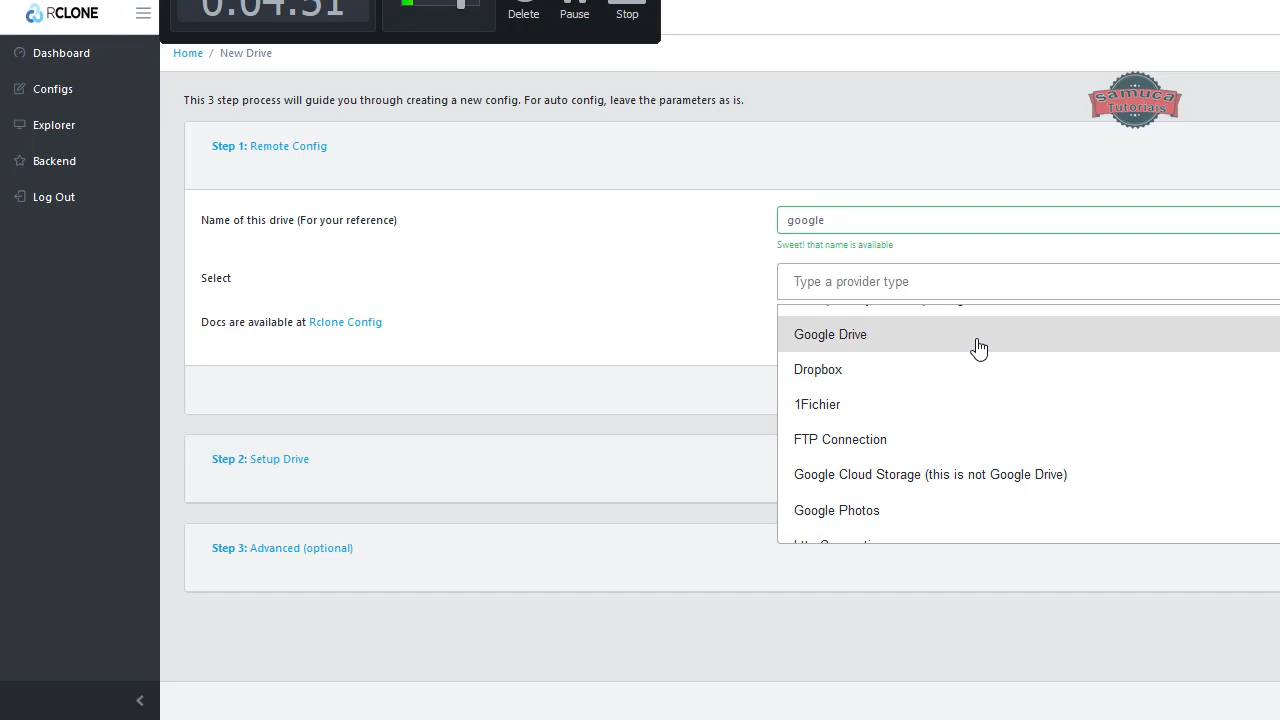 RCLONE
0:04:51
Delete Pause Stop
Dashboard
Configs
Explorer
Backend
Log Out
Home / New Drive
samuca
Tutoriais
This 3 step process will guide you through creating a new config. For auto config, leave the parameters as is.
Step 1: Remote Config
Name of this drive (For your reference)
google
Sweet! that name is available
Select
Type a provider type
Docs are available at Rclone Config
Google Drive
Dropbox
1Fichier
FTP Connection
Google Cloud Storage (this is not Google Drive)
Google Photos
Step 2: Setup Drive
Step 3: Advanced (optional)